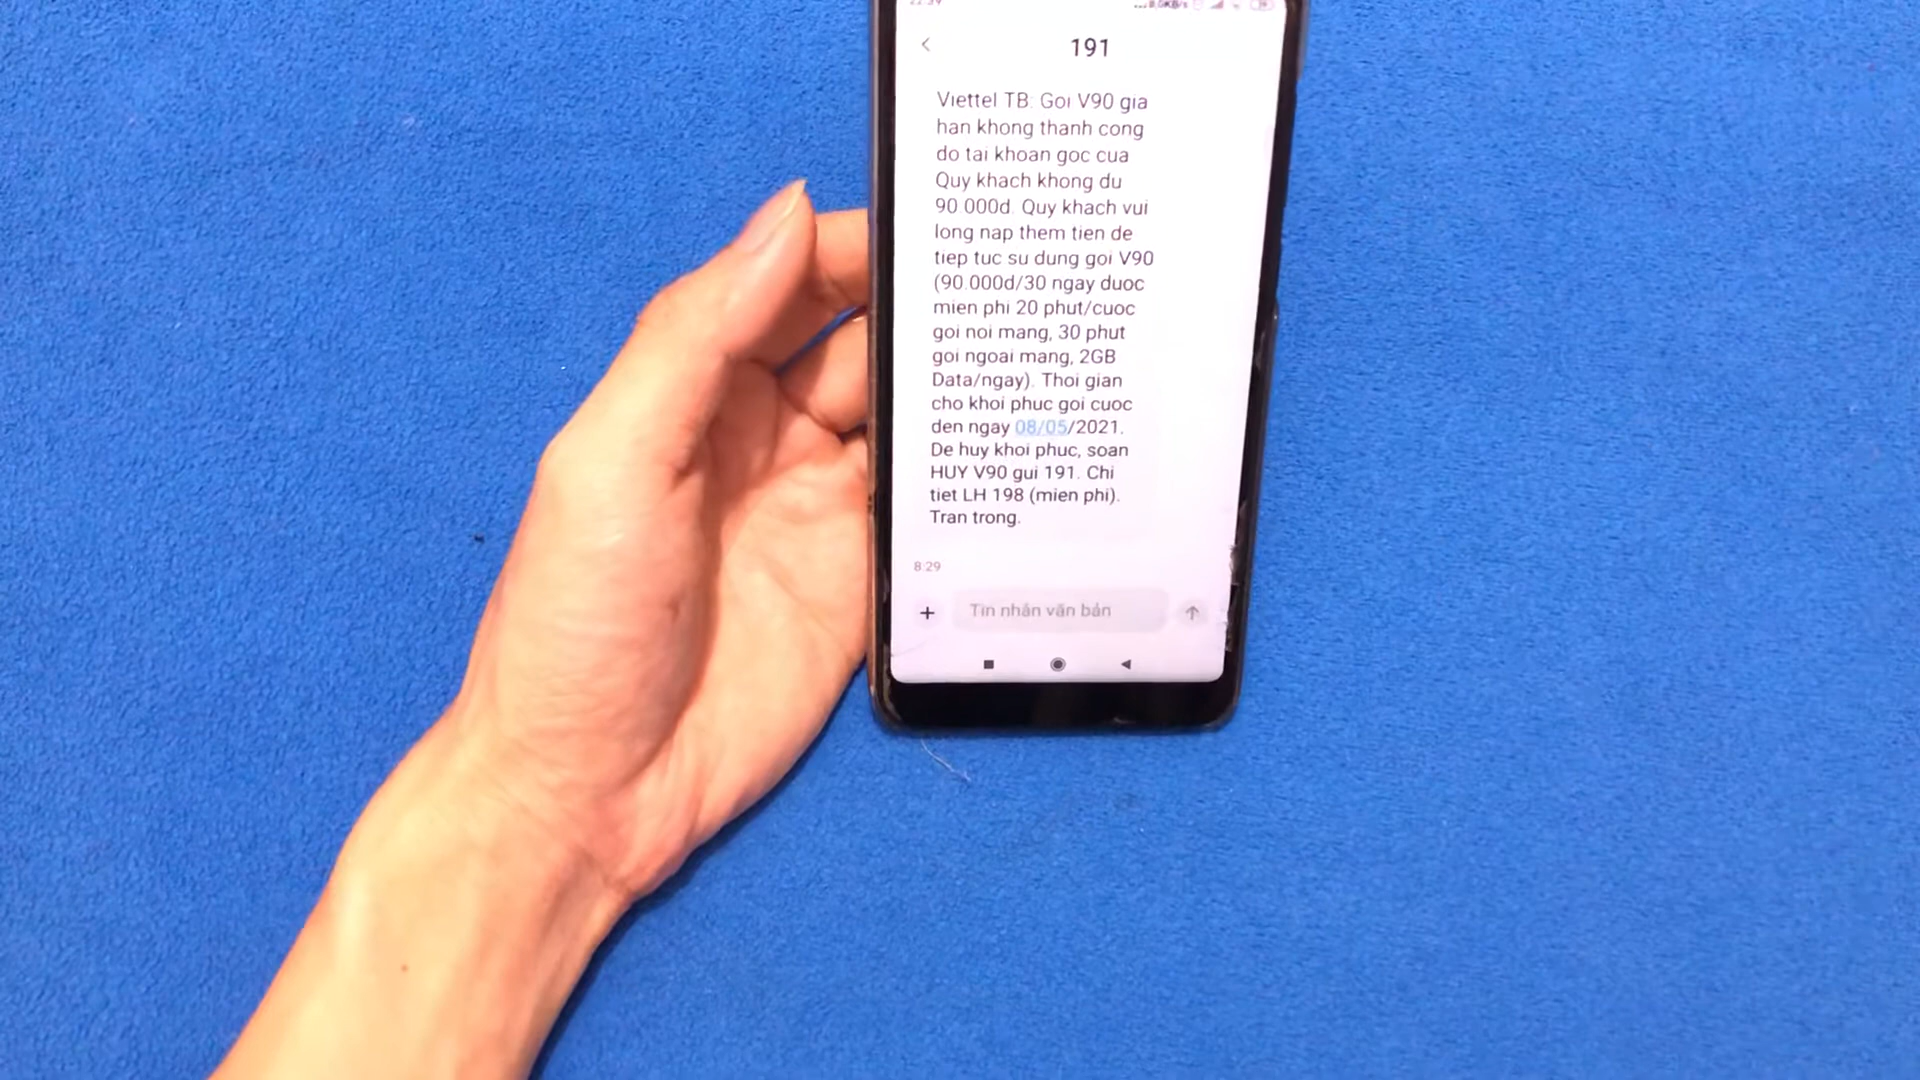 191
Viettel TB: Goi V90 gia
han khong thanh cong
do tai khoan goc cua
Quy khach khong du
90.000d. Quy khach vui
long nap them tien de
tiep tuc su dung goi V90
(90.000d/30 ngay duoc
mien phi 20 phut/cuoc
goi noi mang, 30 phut
goi ngoai mang, 2GB
Data/ngay). Thoi gian
cho khoi phuc goi cuoc
den ngay 08/05/2021.
De huy khoi phuc, soan
HUY V90 gui 191. Chi
tiet LH 198 (mien phi).
Tran trong.
8:29
Tin nhắn văn bản